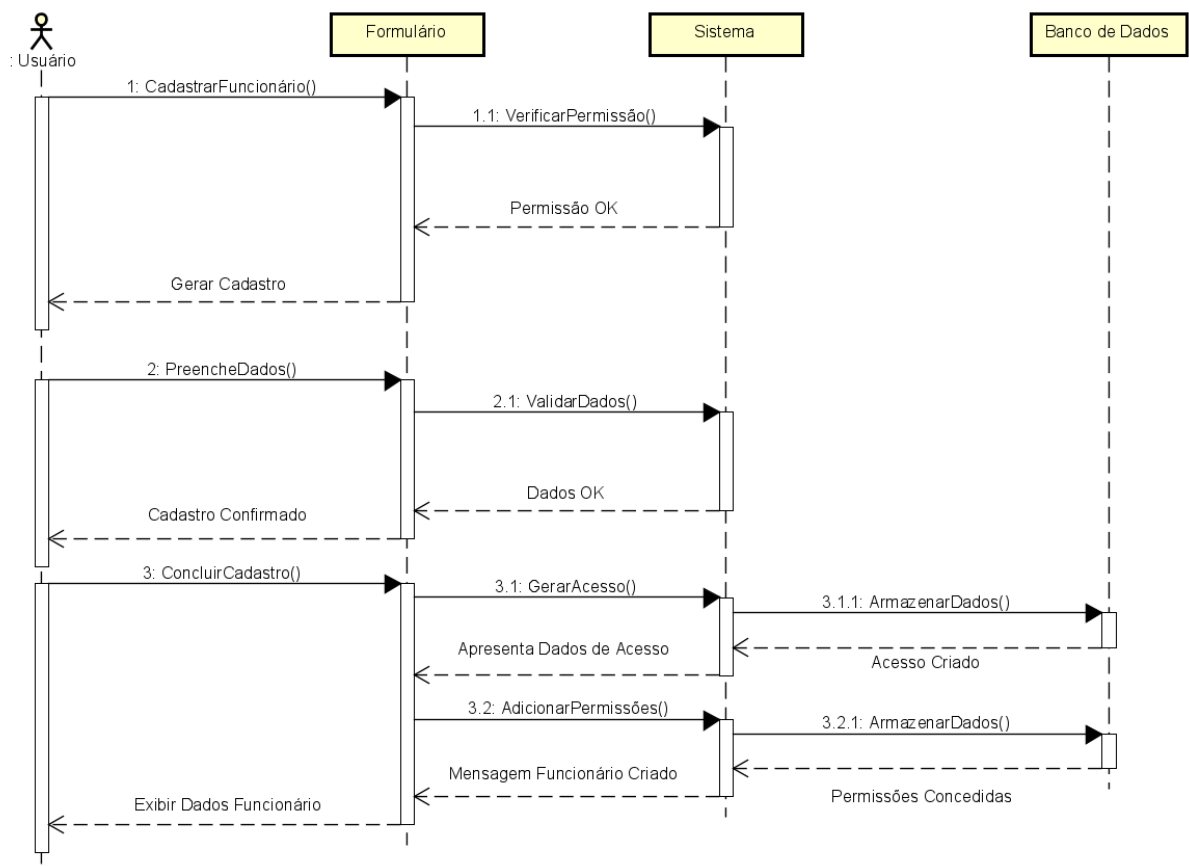 Formulário
Sistema
Banco de Dados
: Usuário
1: CadastrarFuncionário()
1.1: VerificarPermissão()
Permissão OK
Gerar Cadastro
2: PreencheDados()
2.1: ValidarDados()
Dados OK
Cadastro Confirmado
3: ConcluirCadastro()
3.1: GerarAcesso()
3.1.1: ArmazenarDados()
Apresenta Dados de Acesso
Acesso Criado
3.2: AdicionarPermissões()
3.2.1: ArmazenarDados()
Mensagem Funcionário Criado
Permissões Concedidas
Exibir Dados Funcionário